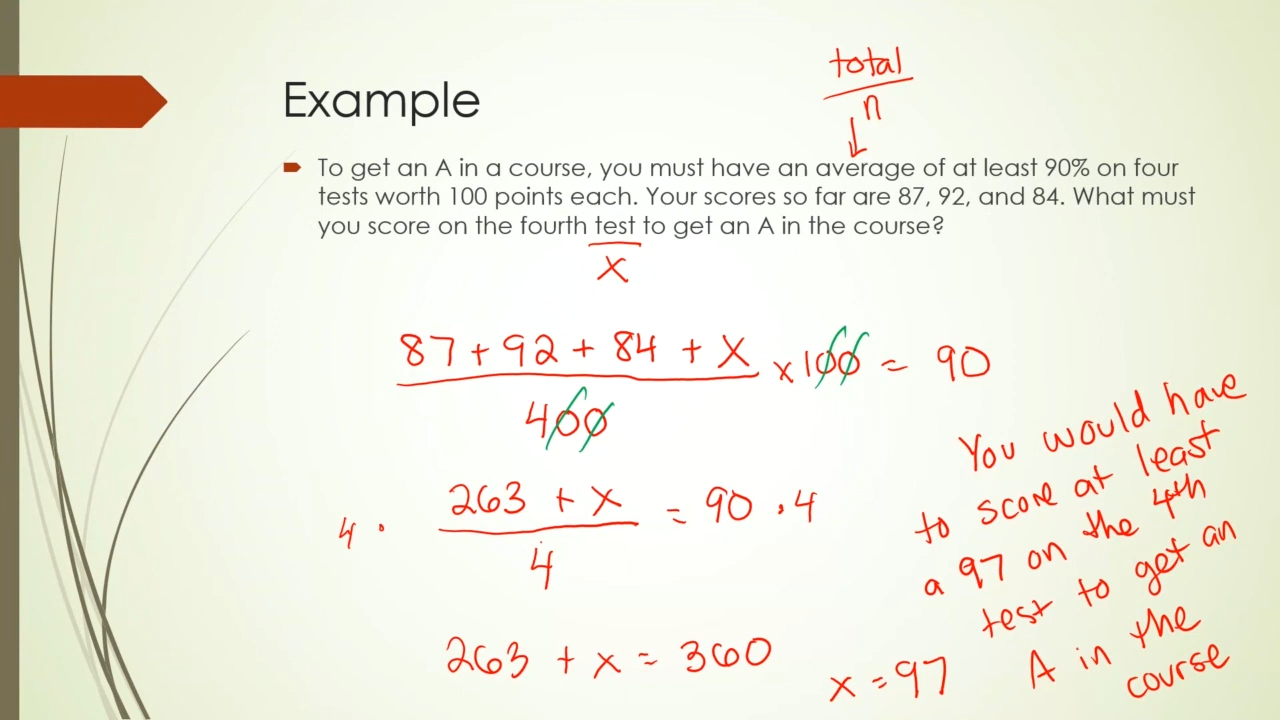 total
n
Example
To get an A in a course, you must have an average of at least 90% on four
tests worth 100 points each. Your scores so far are 87, 92, and 84. What must
you score on the fourth test to get an A in the course?
x
87 + 92 + 84 + x
400
x 100 = 90
4 · 263 + x = 90 · 4
4
263 + x = 360
x = 97
You would have
to score at least
a 97 on the 4th
test to get an
A in the
course